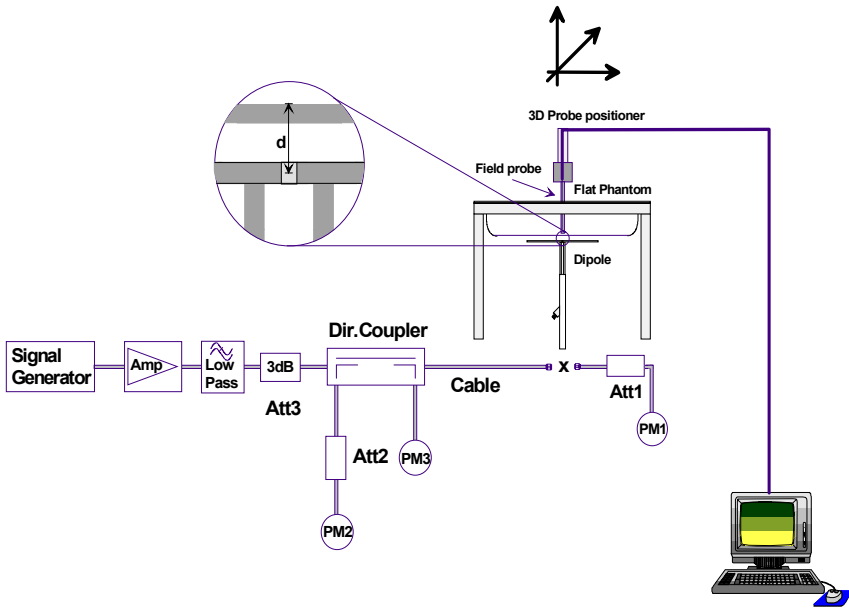 3D Probe positioner
d
Field probe
Flat Phantom
Dipole
Dir.Coupler
Signal
Generator
Amp
Low
Pass
3dB
Att3
Cable
x
Att1
PM1
Att2
PM3
PM2